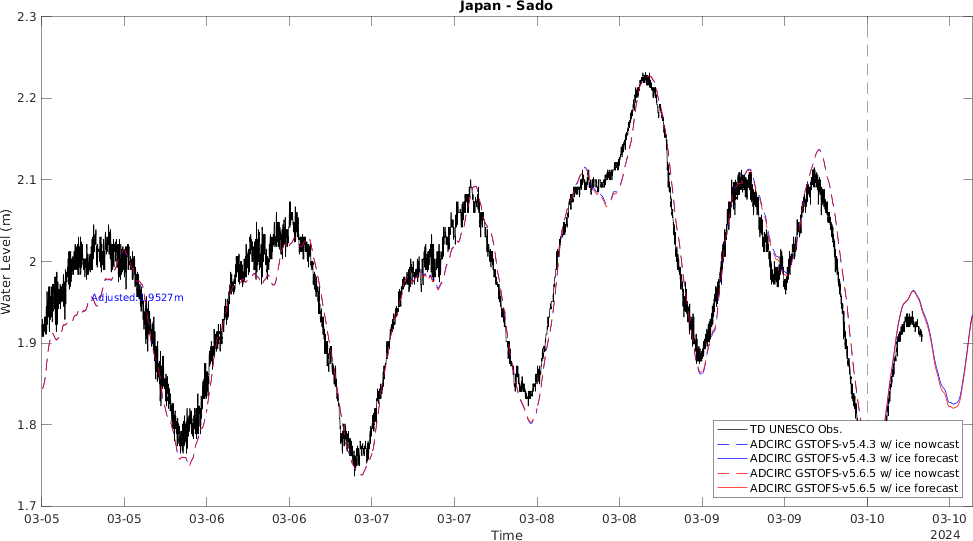 Japan - Sado
Water Level (m)
2.3
2.2
2.1
2
1.9
1.8
1.7
Adjusted: 1.9527m
TD UNESCO Obs.
ADCIRC GSTOFS-v5.4.3 w/ ice nowcast
ADCIRC GSTOFS-v5.4.3 w/ ice forecast
ADCIRC GSTOFS-v5.6.5 w/ ice nowcast
ADCIRC GSTOFS-v5.6.5 w/ ice forecast
03-05 03-05 03-06 03-06 03-07 03-07 03-08 03-08 03-09 03-09 03-10 03-10
Time
2024